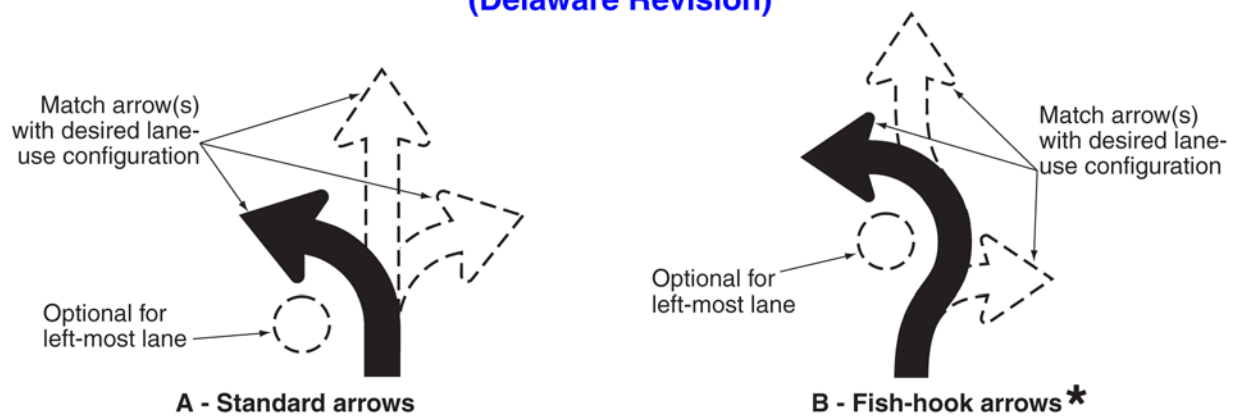 (Delaware Revision)
Match arrow(s)
with desired lane-
use configuration
Optional for
left-most lane
A - Standard arrows
Match arrow(s)
with desired lane-
use configuration
Optional for
left-most lane
B - Fish-hook arrows*